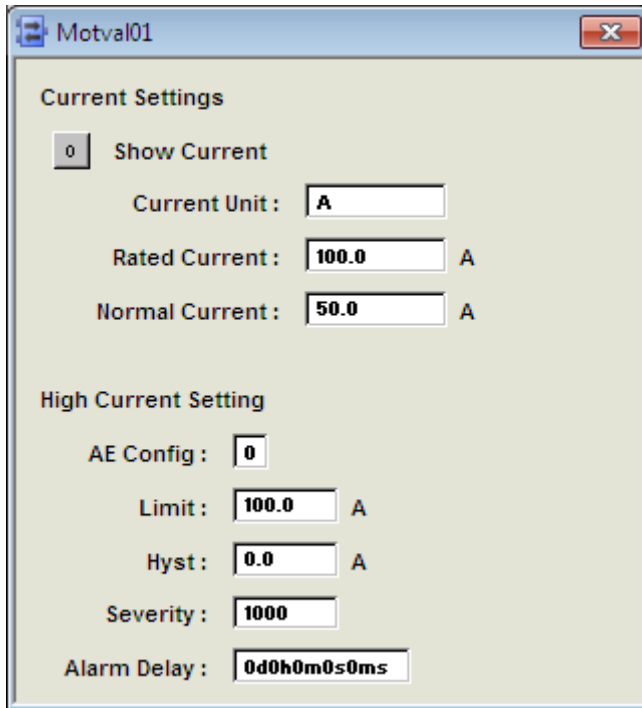 Motval01
Current Settings
0 Show Current
Current Unit : A
Rated Current : 100.0 A
Normal Current : 50.0 A
High Current Setting
AE Config : 0
Limit : 100.0 A
Hyst : 0.0 A
Severity : 1000
Alarm Delay : 0d0h0m0s0ms